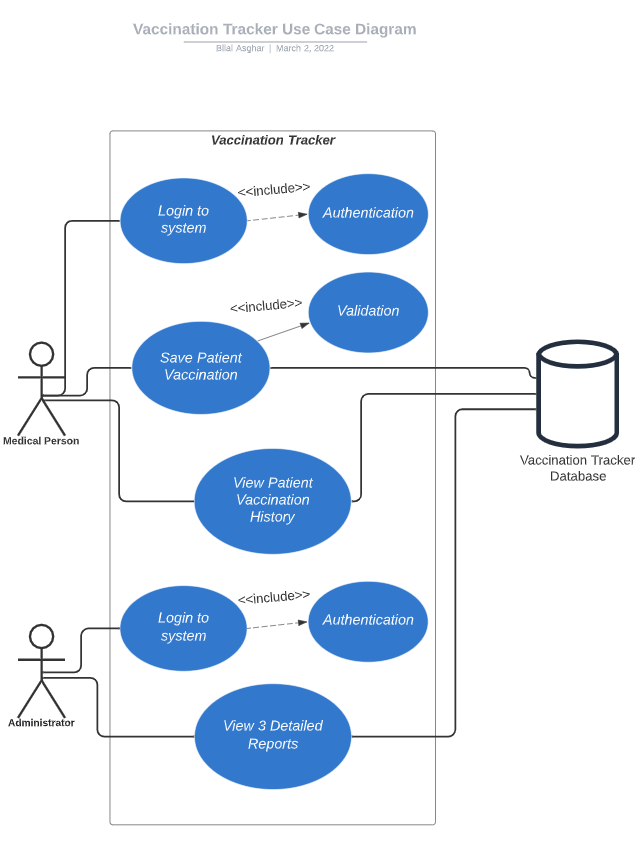 Vaccination Tracker Use Case Diagram
Bilal Asghar | March 2, 2022
Vaccination Tracker
Login to
system
<<include>>
Authentication
<<include>>
Validation
Save Patient
Vaccination
Medical Person
View Patient
Vaccination
History
Vaccination Tracker
Database
Login to
system
<<include>>
Authentication
Administrator
View 3 Detailed
Reports